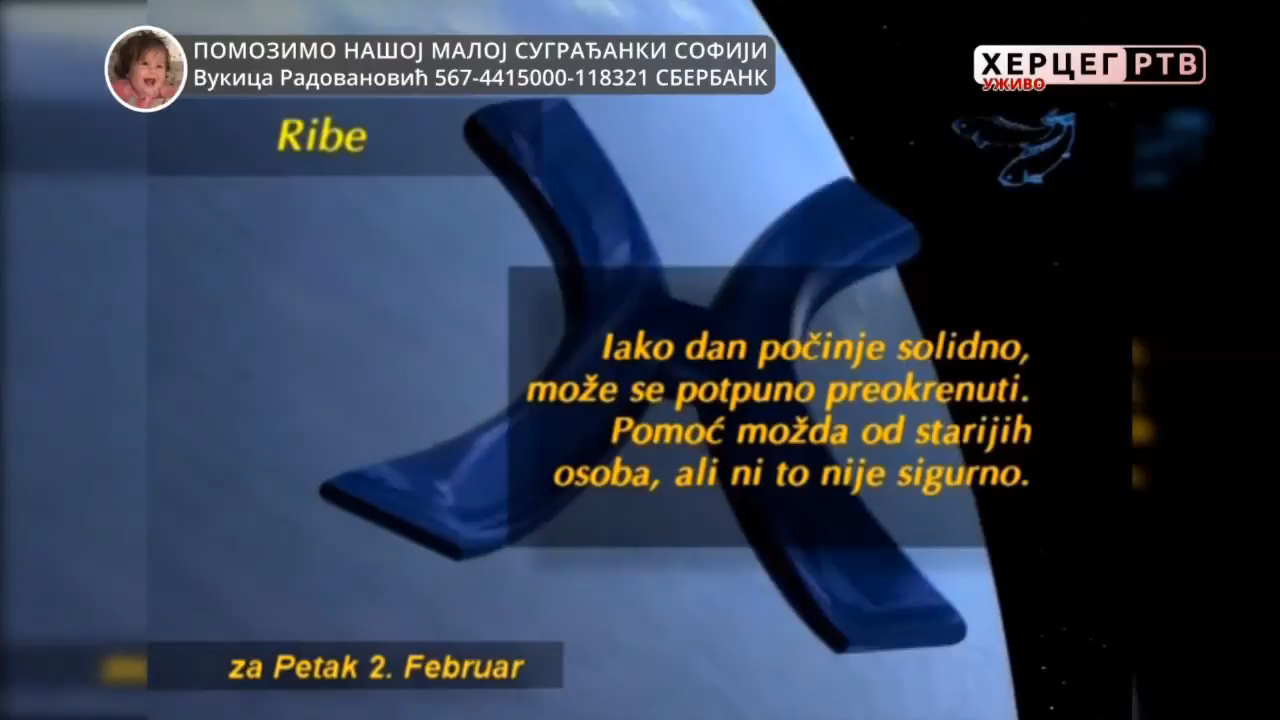 ПОМОЗИМО НАШОЈ МАЛОЈ СУГРАЂАНКИ СОФИЈИ
Вукица Радовановић 567-4415000-118321 СБЕРБАНК
ХЕРЦЕГ РТВ
УЖИВО
Ribe
Iako dan počinje solidno,
može se potpuno preokrenuti.
Pomoć možda od starijih
osoba, ali ni to nije sigurno.
za Petak 2. Februar